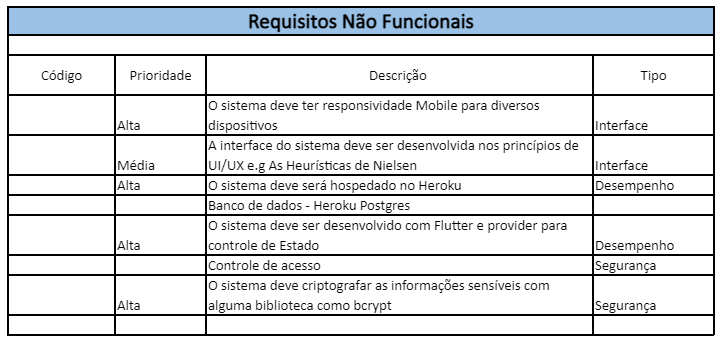 Requisitos Não Funcionais
Código Prioridade Descrição Tipo
O sistema deve ter responsividade Mobile para diversos
Alta dispositivos Interface
A interface do sistema deve ser desenvolvida nos princípios de
Média UI/UX e.g As Heurísticas de Nielsen Interface
Alta O sistema deve será hospedado no Heroku Desempenho
Banco de dados - Heroku Postgres
O sistema deve ser desenvolvido com Flutter e provider para
Alta controle de Estado Desempenho
Controle de acesso Segurança
O sistema deve criptografar as informações sensíveis com
Alta alguma biblioteca como bcrypt Segurança